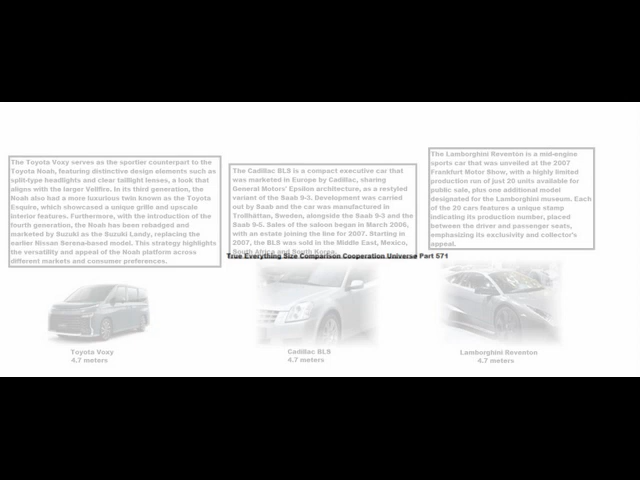 The Toyota Voxy serves as the sportier counterpart to the
Toyota Noah, featuring distinctive design elements such as
split-type headlights and clear taillight lenses, a look that
aligns with the larger Vellfire. In its third generation, the
Noah also had a more luxurious twin known as the Toyota
Esquire, which showcased a unique grille and upscale
interior features. Furthermore, with the introduction of the
fourth generation, the Noah has been rebadged and
marketed by Suzuki as the Suzuki Landy, replacing the
earlier Nissan Serena-based model. This strategy highlights
the versatility and appeal of the Noah platform across
different markets and consumer preferences.
The Cadillac BLS is a compact executive car that
was marketed in Europe by Cadillac, sharing
General Motors' Epsilon architecture, as a restyled
variant of the Saab 9-3. Development was carried
out by Saab and the car was manufactured in
Trollhättan, Sweden, alongside the Saab 9-3 and the
Saab 9-5. Sales of the saloon began in March 2006,
with an estate joining the line for 2007. Starting in
2007, the BLS was sold in the Middle East, Mexico,
South Africa and South Korea.
The Lamborghini Reventon is a mid-engine
sports car that was unveiled at the 2007
Frankfurt Motor Show, with a highly limited
production run of just 20 units available for
public sale, plus one additional model
designated for the Lamborghini museum. Each
of the 20 cars features a unique stamp
indicating its production number, placed
between the driver and passenger seats,
emphasizing its exclusivity and collector's
appeal.
True Everything Size Comparison Cooperation Universe Part 571
Toyota Voxy
4.7 meters
Cadillac BLS
4.7 meters
Lamborghini Reventon
4.7 meters